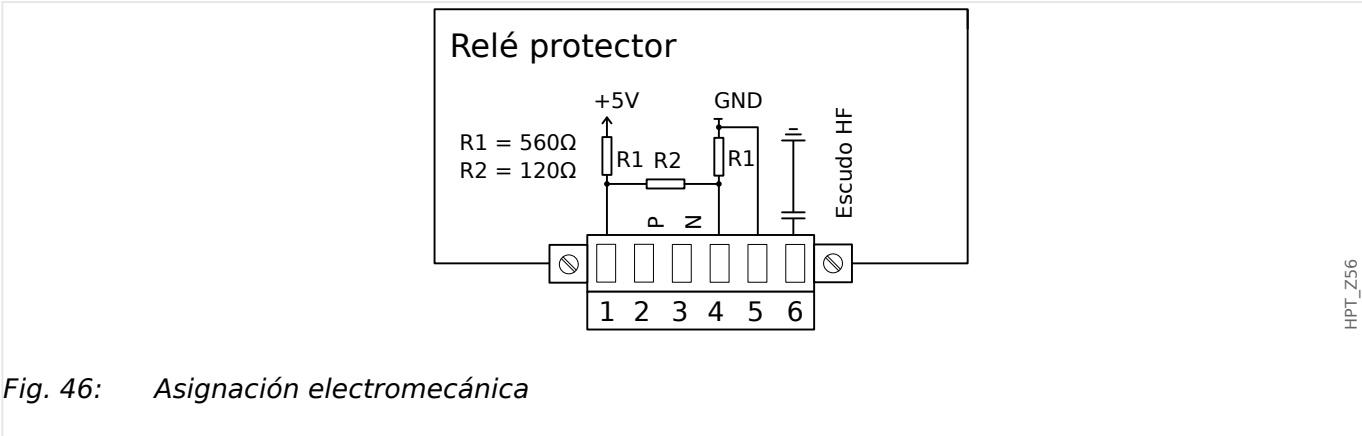 Relé protector
+5V
GND
R1 = 560Ω
R2 = 120Ω
R1
R2
R1
Escudo HF
P
N
1 2 3 4 5 6
HPT_Z56
Fig. 46: Asignación electromecánica